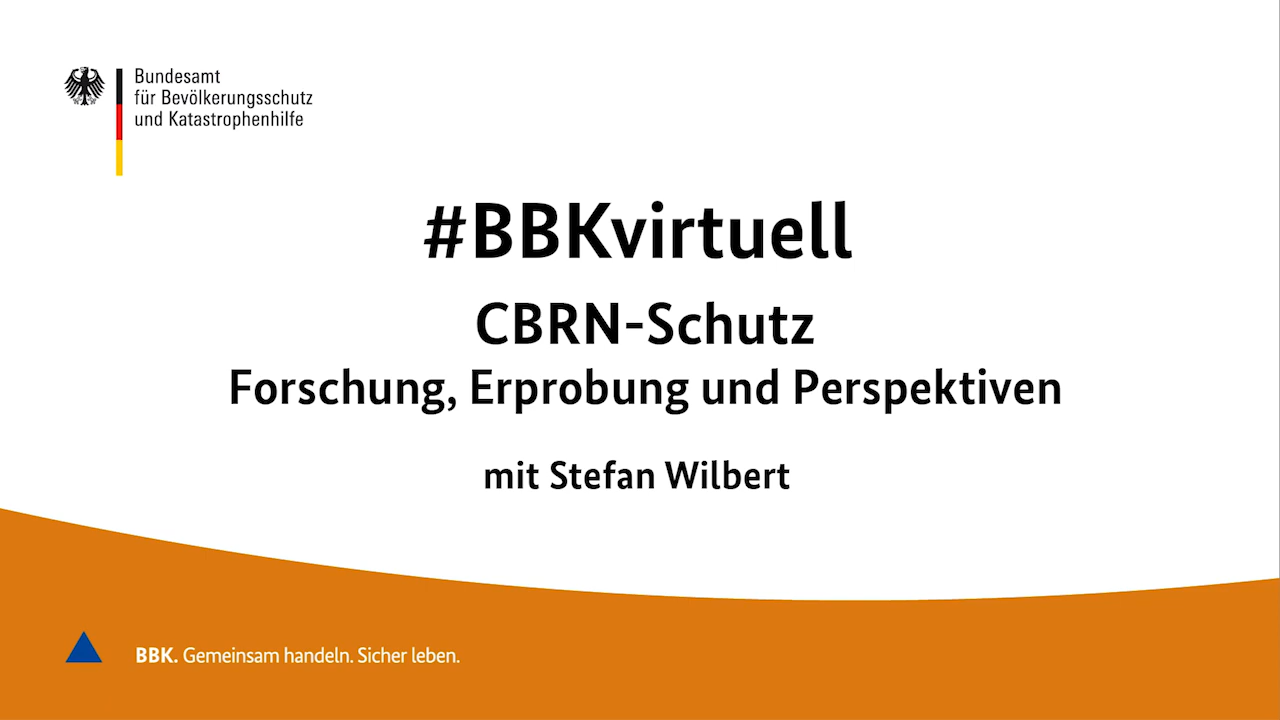 Bundesamt
für Bevölkerungsschutz
und Katastrophenhilfe
#BBKvirtuell
CBRN-Schutz
Forschung, Erprobung und Perspektiven
mit Stefan Wilbert
BBK. Gemeinsam handeln. Sicher leben.